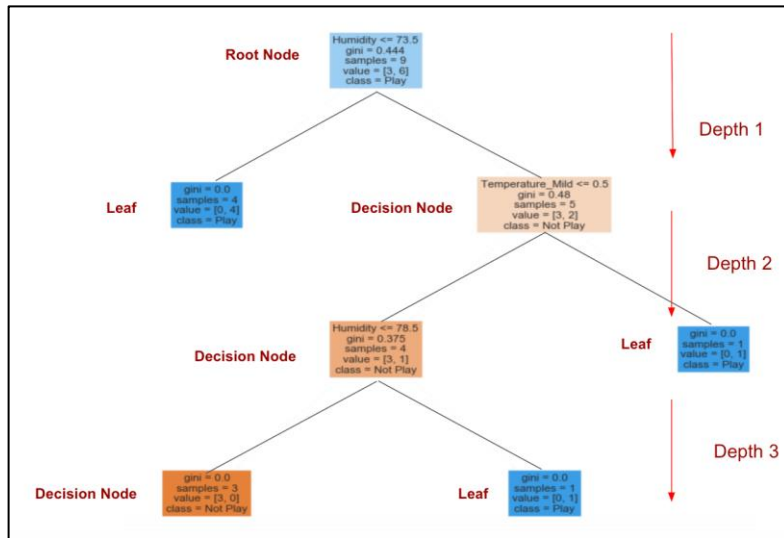 Root Node
Humidity <= 73.5
gini = 0.444
samples = 9
value = [3, 6]
class = Play
Depth 1
Leaf
gini = 0.0
samples = 4
value = [0, 4]
class = Play
Decision Node
Temperature_Mild <= 0.5
gini = 0.48
samples = 5
value = [3, 2]
class = Not Play
Depth 2
Decision Node
Humidity <= 78.5
gini = 0.375
samples = 4
value = [3, 1]
class = Not Play
Leaf
gini = 0.0
samples = 1
value = [0, 1]
class = Play
Depth 3
Decision Node
gini = 0.0
samples = 3
value = [3, 0]
class = Not Play
Leaf
gini = 0.0
samples = 1
value = [0, 1]
class = Play